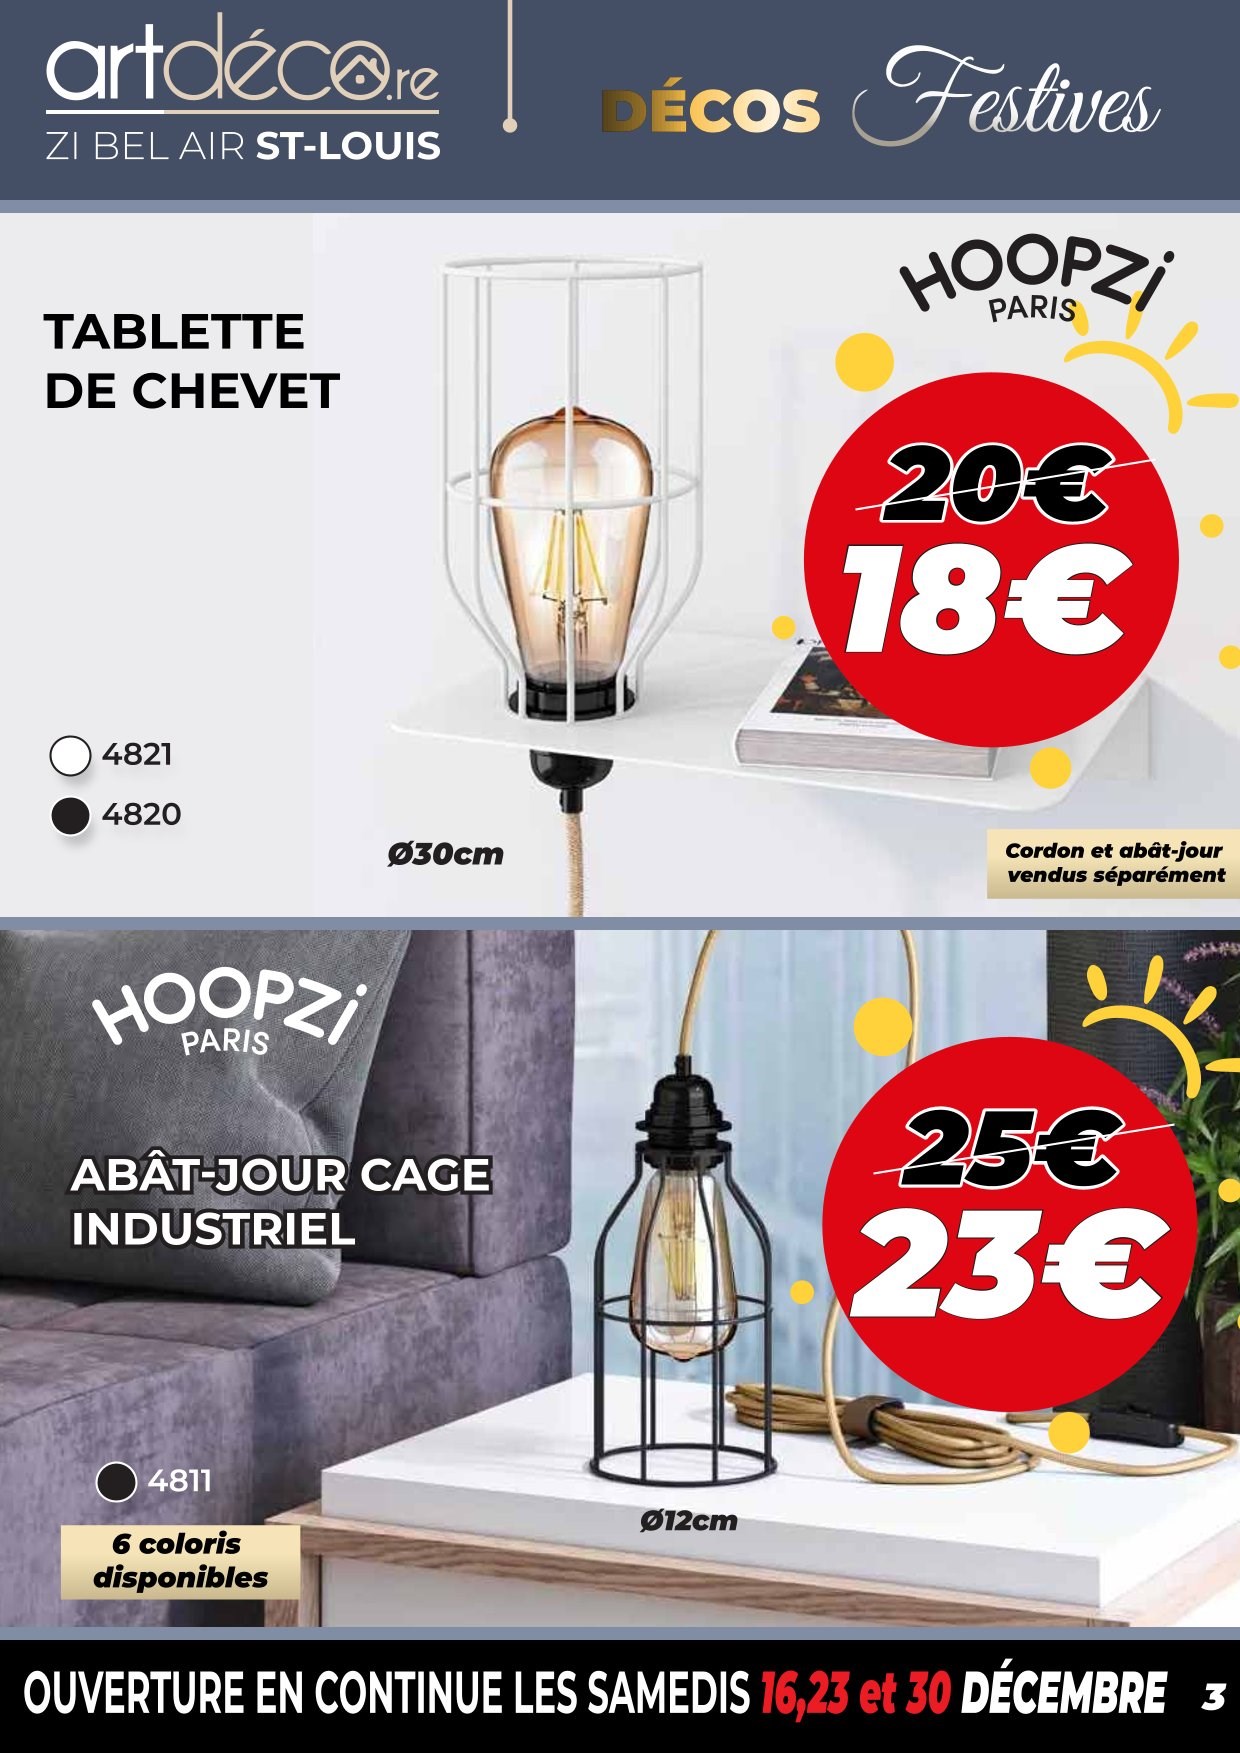 artdéco.re
ZI BEL AIR ST-LOUIS
DÉCOS Festives
HOOPZi
PARIS
TABLETTE
DE CHEVET
20€
18€
4821
4820
Ø30cm
Cordon et abât-jour
vendus séparément
HOOPZi
PARIS
ABÂT-JOUR CAGE
INDUSTRIEL
25€
23€
4811
6 coloris
disponibles
Ø12cm
OUVERTURE EN CONTINUE LES SAMEDIS 16,23 et 30 DÉCEMBRE 3